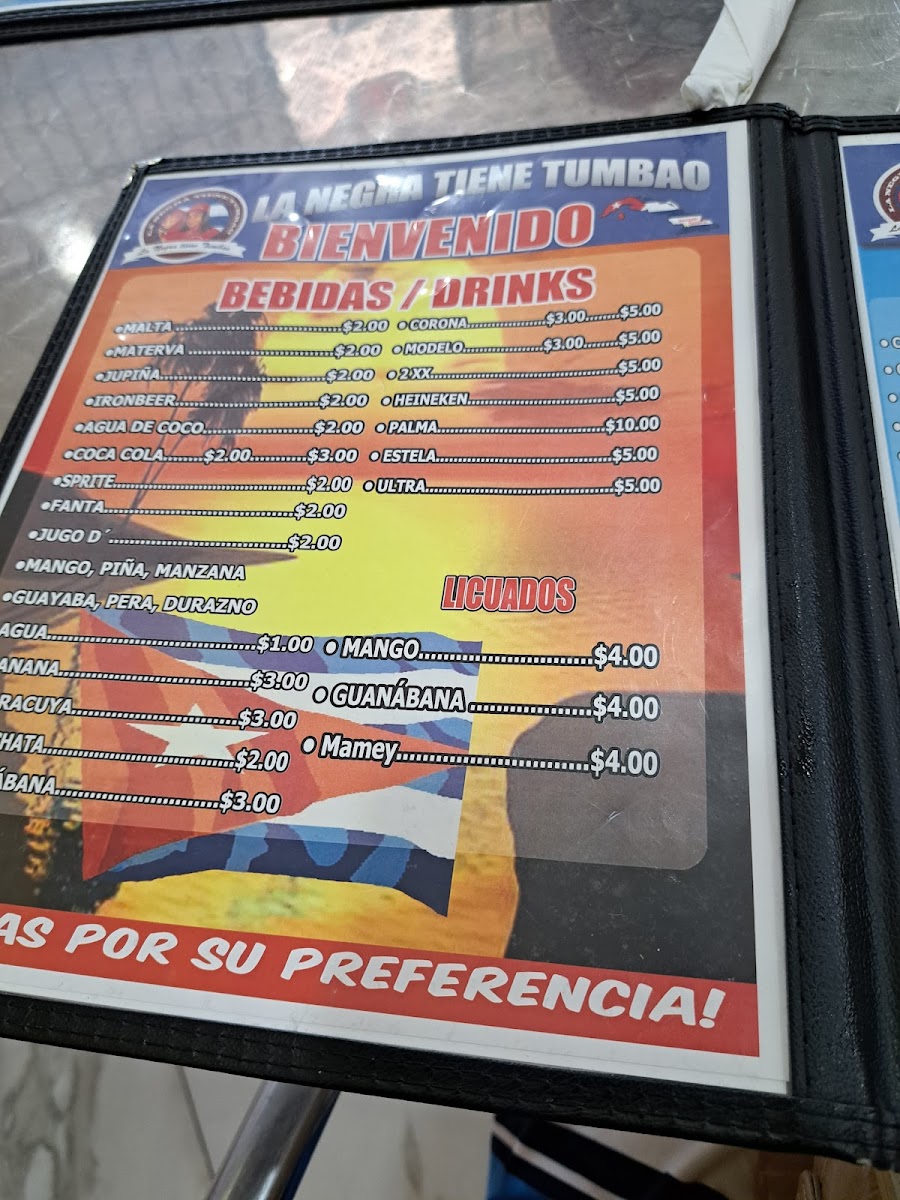 LA NEGRA TIENE TUMBAO
BIENVENIDO
BEBIDAS / DRINKS
•MALTA......$2.00
•MATERVA......$2.00
•JUPIÑA......$2.00
•IRONBEER......$2.00
•AGUA DE COCO......$2.00
•COCA COLA......$2.00......$3.00
•SPRITE......$2.00
•FANTA......$2.00
•JUGO D´......$2.00
•MANGO, PIÑA, MANZANA
•GUAYABA, PERA, DURAZNO
AGUA......$1.00
ANANA......$3.00
RACUYA......$3.00
HATA......$2.00
ÁBANA......$3.00
•CORONA......$3.00......$5.00
•MODELO......$3.00......$5.00
•2XX......$5.00
•HEINEKEN......$5.00
•PALMA......$10.00
•ESTELA......$5.00
•ULTRA......$5.00
LICUADOS
•MANGO......$4.00
•GUANÁBANA......$4.00
•Mamey......$4.00
AS POR SU PREFERENCIA!